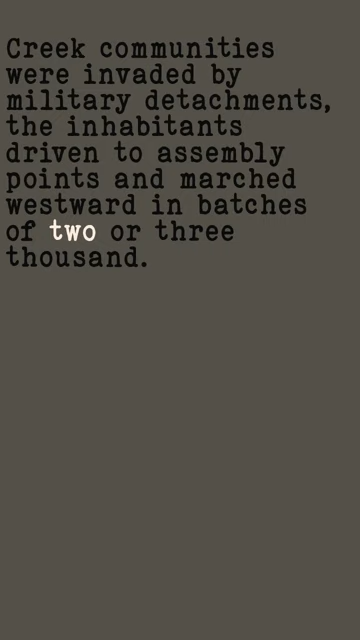 Creek communities
were invaded by
military detachments,
the inhabitants
driven to assembly
points and marched
westward in batches
of two or three
thousand.